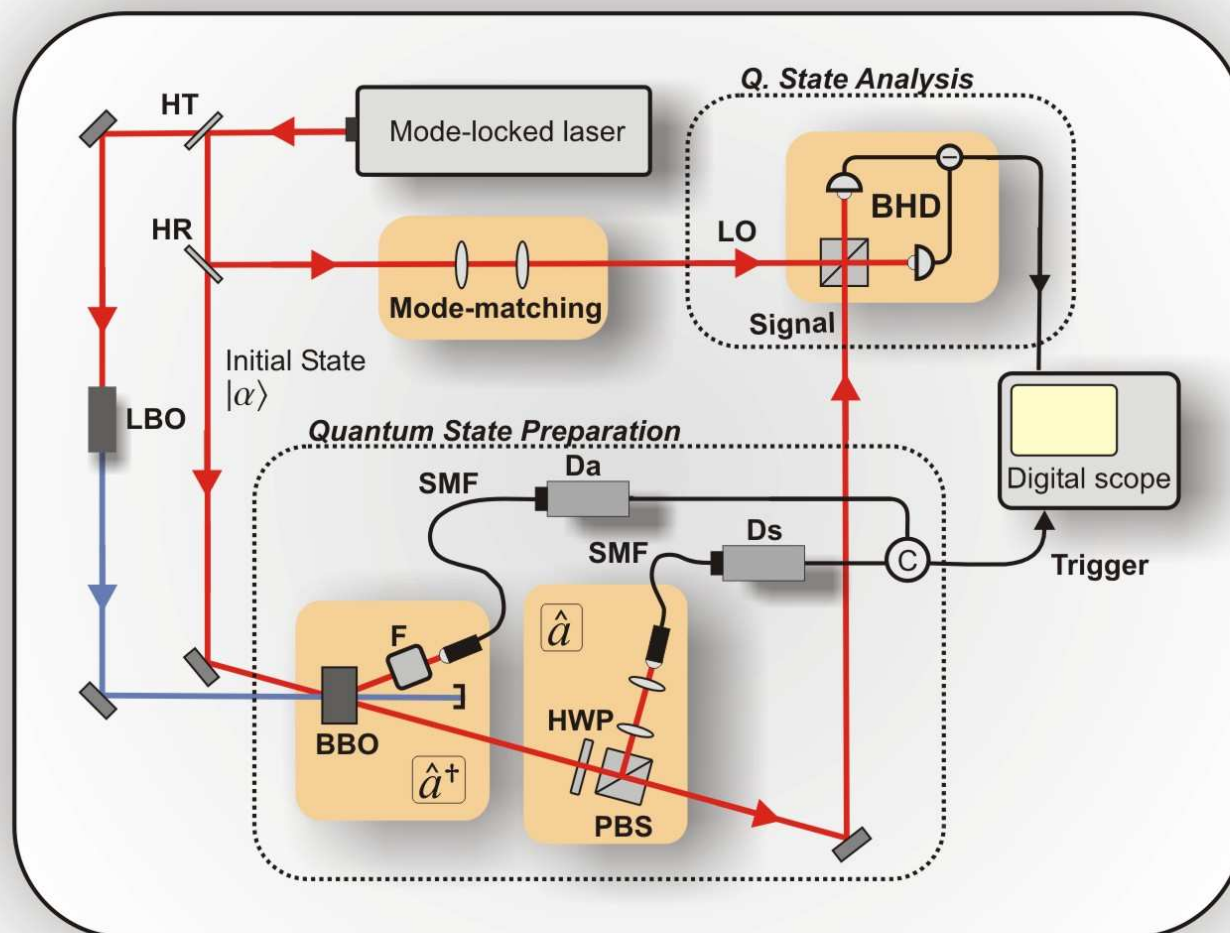 Q. State Analysis
HT
Mode-locked laser
BHD
HR
LO
Mode-matching
Signal
Initial State
|α⟩
LBO
Quantum State Preparation
Digital scope
Da
SMF
Ds
SMF
C
Trigger
â
F
HWP
BBO
â†
PBS